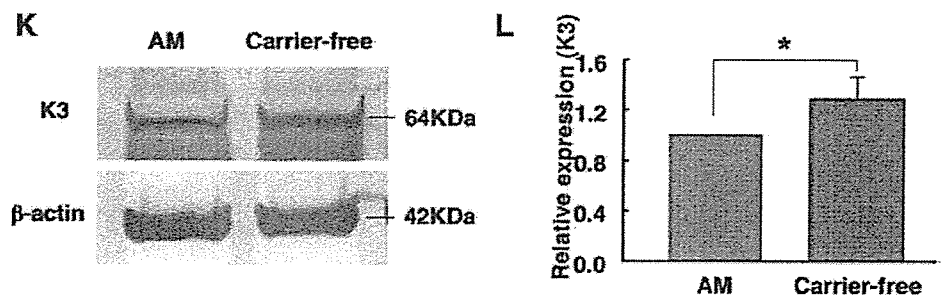 K
AM Carrier-free
K3
64KDa
β-actin
42KDa
L
Relative expression (K3)
1.6
1.2
0.8
0.4
0.0
*
AM Carrier-free